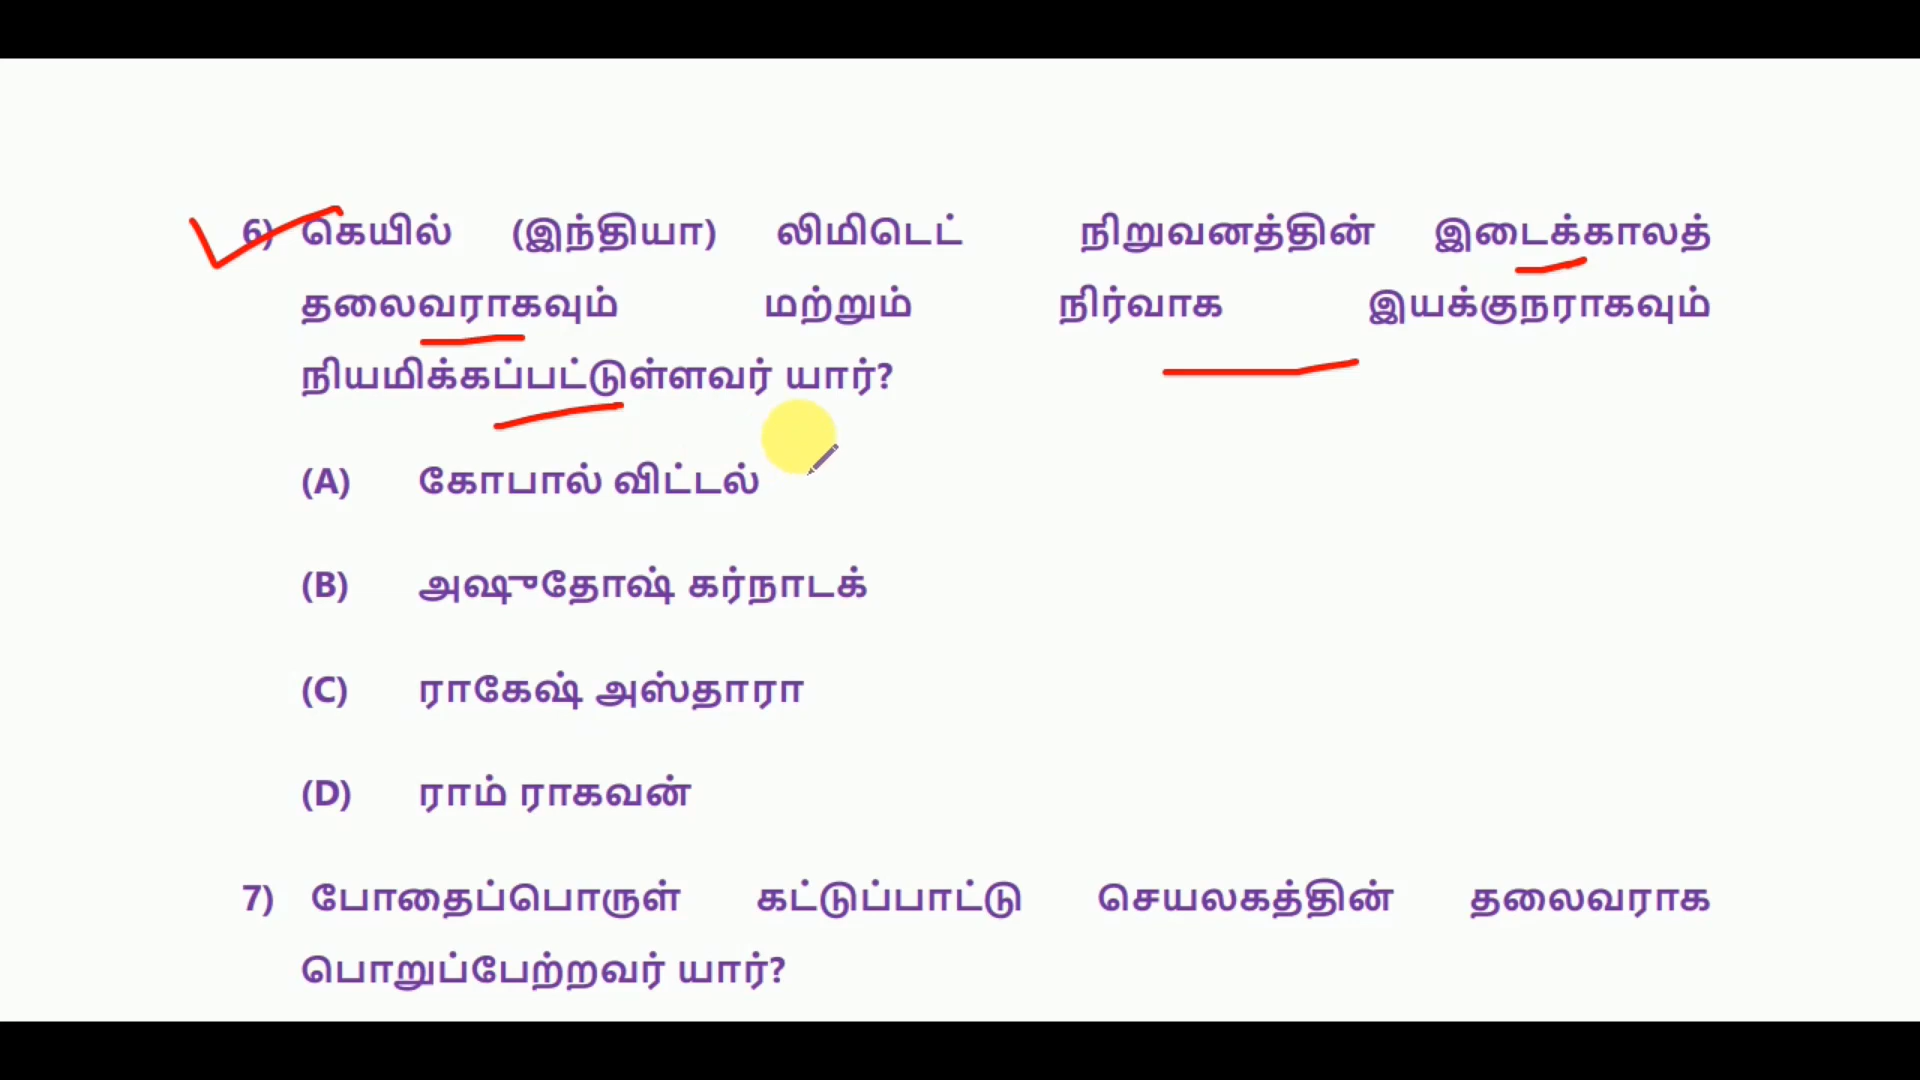 6) கெயில் (இந்தியா) லிமிடெட் நிறுவனத்தின் இடைக்காலத்
தலைவராகவும் மற்றும் நிர்வாக இயக்குநராகவும்
நியமிக்கப்பட்டுள்ளவர் யார்?
(A) கோபால் விட்டல்
(B) அஷுதோஷ் கர்நாடக்
(C) ராகேஷ் அஸ்தாரா
(D) ராம் ராகவன்
7) போதைப்பொருள் கட்டுப்பாட்டு செயலகத்தின் தலைவராக
பொறுப்பேற்றவர் யார்?